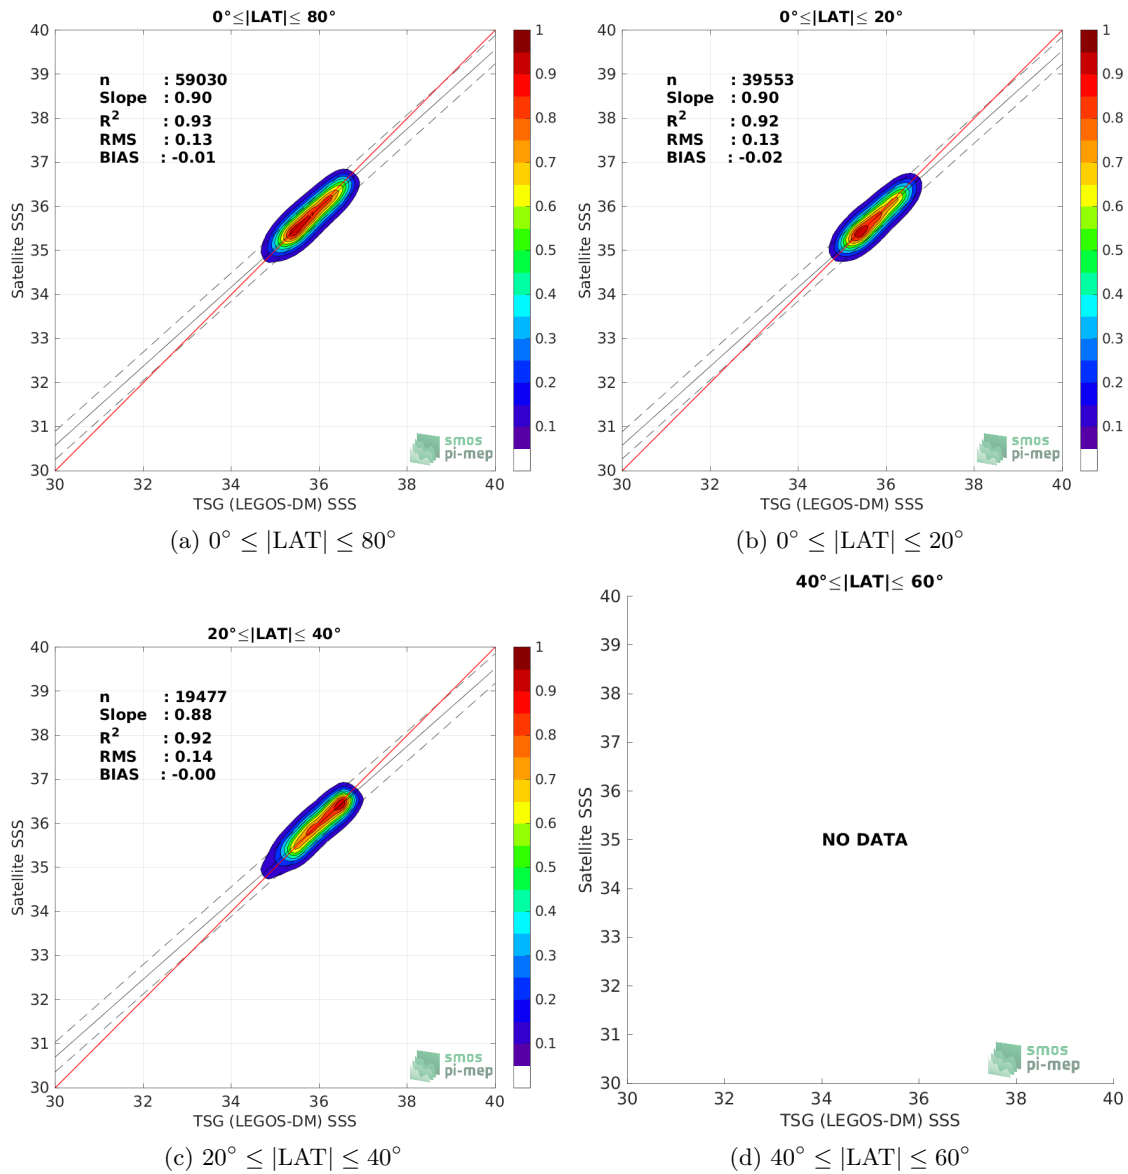 0°≤|LAT|≤ 80°
n : 59030
Slope : 0.90
R2 : 0.93
RMS : 0.13
BIAS : -0.01
Satellite SSS
40
39
38
37
36
35
34
33
32
31
30
30 32 34 36 38 40
TSG (LEGOS-DM) SSS
1
0.9
0.8
0.7
0.6
0.5
0.4
0.3
0.2
0.1
smos
pi-mep
(a) 0° ≤ |LAT| ≤ 80°
0°≤|LAT|≤ 20°
n : 39553
Slope : 0.90
R2 : 0.92
RMS : 0.13
BIAS : -0.02
Satellite SSS
40
39
38
37
36
35
34
33
32
31
30
30 32 34 36 38 40
TSG (LEGOS-DM) SSS
1
0.9
0.8
0.7
0.6
0.5
0.4
0.3
0.2
0.1
smos
pi-mep
(b) 0° ≤ |LAT| ≤ 20°
20°≤|LAT|≤ 40°
n : 19477
Slope : 0.88
R2 : 0.92
RMS : 0.14
BIAS : -0.00
Satellite SSS
40
39
38
37
36
35
34
33
32
31
30
30 32 34 36 38 40
TSG (LEGOS-DM) SSS
1
0.9
0.8
0.7
0.6
0.5
0.4
0.3
0.2
0.1
smos
pi-mep
(c) 20° ≤ |LAT| ≤ 40°
40°≤|LAT|≤ 60°
Satellite SSS
40
39
38
37
36
35
34
33
32
31
30
NO DATA
30 32 34 36 38 40
TSG (LEGOS-DM) SSS
smos
pi-mep
(d) 40° ≤ |LAT| ≤ 60°